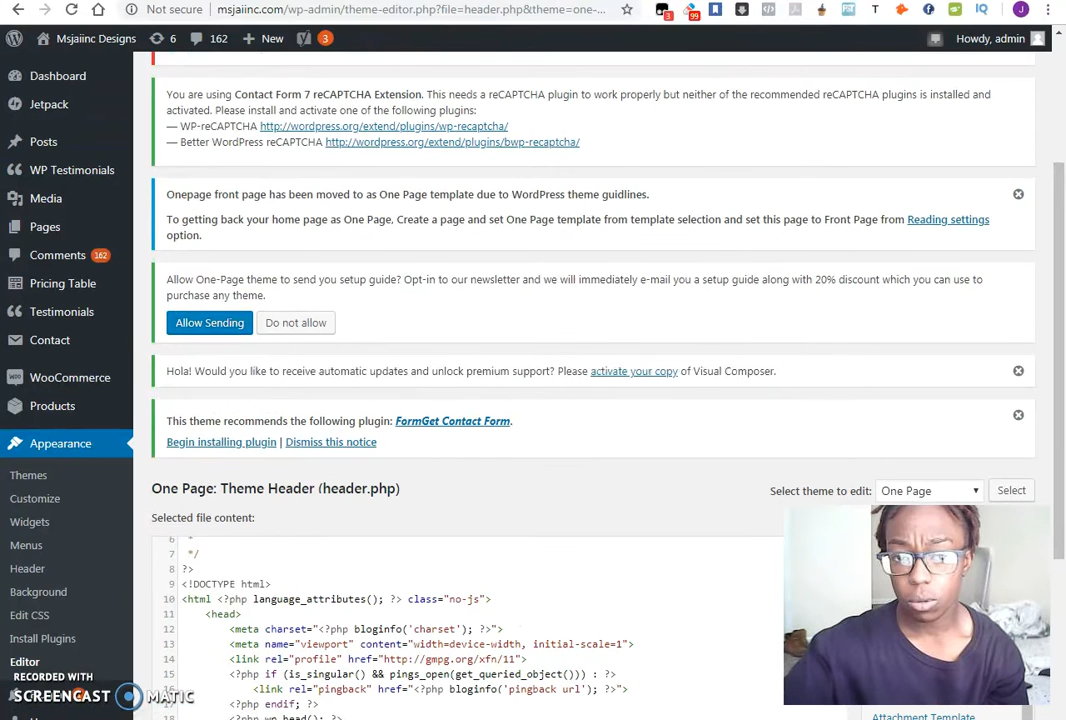 Not secure | msjaiinc.com/wp-admin/theme-editor.php?file=header.php&theme=one-...
Msjaiinc Designs 6 162 New 3 Howdy, admin
Dashboard
Jetpack
Posts
WP Testimonials
Media
Pages
Comments 162
Pricing Table
Testimonials
Contact
WooCommerce
Products
Appearance
Themes
Customize
Widgets
Menus
Header
Background
Edit CSS
Install Plugins
Editor
You are using Contact Form 7 reCAPTCHA Extension. This needs a reCAPTCHA plugin to work properly but neither of the recommended reCAPTCHA plugins is installed and
activated. Please install and activate one of the following plugins:
— WP-reCAPTCHA http://wordpress.org/extend/plugins/wp-recaptcha/
— Better WordPress reCAPTCHA http://wordpress.org/extend/plugins/bwp-recaptcha/
Onepage front page has been moved to as One Page template due to WordPress theme guidlines.
To getting back your home page as One Page, Create a page and set One Page template from template selection and set this page to Front Page from Reading settings
option.
Allow One-Page theme to send you setup guide? Opt-in to our newsletter and we will immediately e-mail you a setup guide along with 20% discount which you can use to
purchase any theme.
Allow Sending Do not allow
Hola! Would you like to receive automatic updates and unlock premium support? Please activate your copy of Visual Composer.
This theme recommends the following plugin: FormGet Contact Form.
Begin installing plugin | Dismiss this notice
One Page: Theme Header (header.php)
Select theme to edit: One Page Select
Selected file content:
6 *
7 */
8 ?>
9 <!DOCTYPE html>
10 <html <?php language_attributes(); ?> class="no-js">
11 <head>
12 <meta charset="<?php bloginfo('charset'); ?>">
13 <meta name="viewport" content="width=device-width, initial-scale=1">
14 <link rel="profile" href="http://gmpg.org/xfn/11">
15 <?php if (is_singular() && pings_open(get_queried_object())) : ?>
16 <link rel="pingback" href="<?php bloginfo('pingback_url'); ?>">
17 <?php endif; ?>
18 <?php wp_head(); ?>
Attachment Template
RECORDED WITH
SCREENCAST MATIC